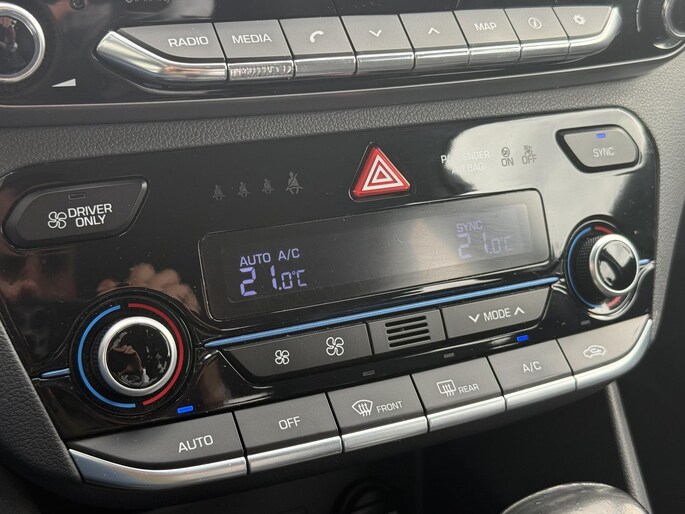 RADIO MEDIA MAP
PASSENGER
AIRBAG ON OFF
SYNC
DRIVER
ONLY
AUTO A/C SYNC
21.0°C 21.0°C
MODE
AUTO OFF FRONT REAR A/C